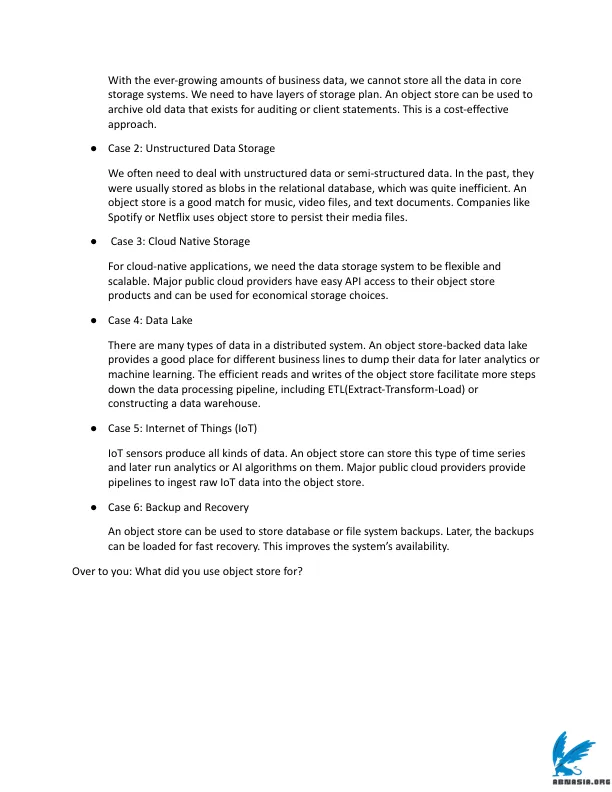 With the ever-growing amounts of business data, we cannot store all the data in core
storage systems. We need to have layers of storage plan. An object store can be used to
archive old data that exists for auditing or client statements. This is a cost-effective
approach.
● Case 2: Unstructured Data Storage
We often need to deal with unstructured data or semi-structured data. In the past, they
were usually stored as blobs in the relational database, which was quite inefficient. An
object store is a good match for music, video files, and text documents. Companies like
Spotify or Netflix uses object store to persist their media files.
● Case 3: Cloud Native Storage
For cloud-native applications, we need the data storage system to be flexible and
scalable. Major public cloud providers have easy API access to their object store
products and can be used for economical storage choices.
● Case 4: Data Lake
There are many types of data in a distributed system. An object store-backed data lake
provides a good place for different business lines to dump their data for later analytics or
machine learning. The efficient reads and writes of the object store facilitate more steps
down the data processing pipeline, including ETL(Extract-Transform-Load) or
constructing a data warehouse.
● Case 5: Internet of Things (IoT)
IoT sensors produce all kinds of data. An object store can store this type of time series
and later run analytics or AI algorithms on them. Major public cloud providers provide
pipelines to ingest raw IoT data into the object store.
● Case 6: Backup and Recovery
An object store can be used to store database or file system backups. Later, the backups
can be loaded for fast recovery. This improves the system’s availability.
Over to you: What did you use object store for?
ABNASIA.ORG